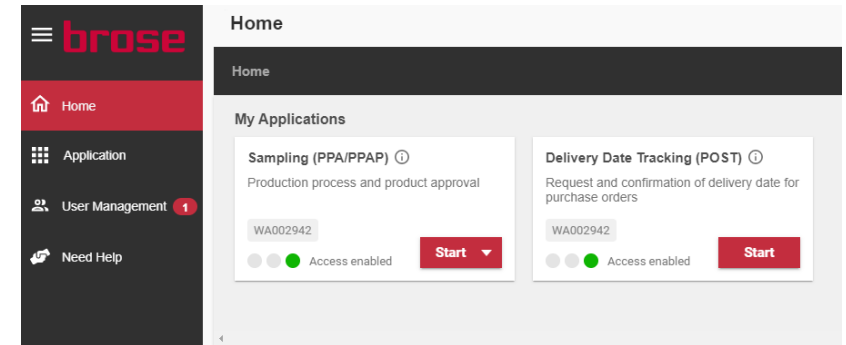 brose
Home
Home
Home
Application
User Management 1
Need Help
My Applications
Sampling (PPA/PPAP)
Production process and product approval
WA002942
Access enabled
Start
Delivery Date Tracking (POST)
Request and confirmation of delivery date for
purchase orders
WA002942
Access enabled
Start